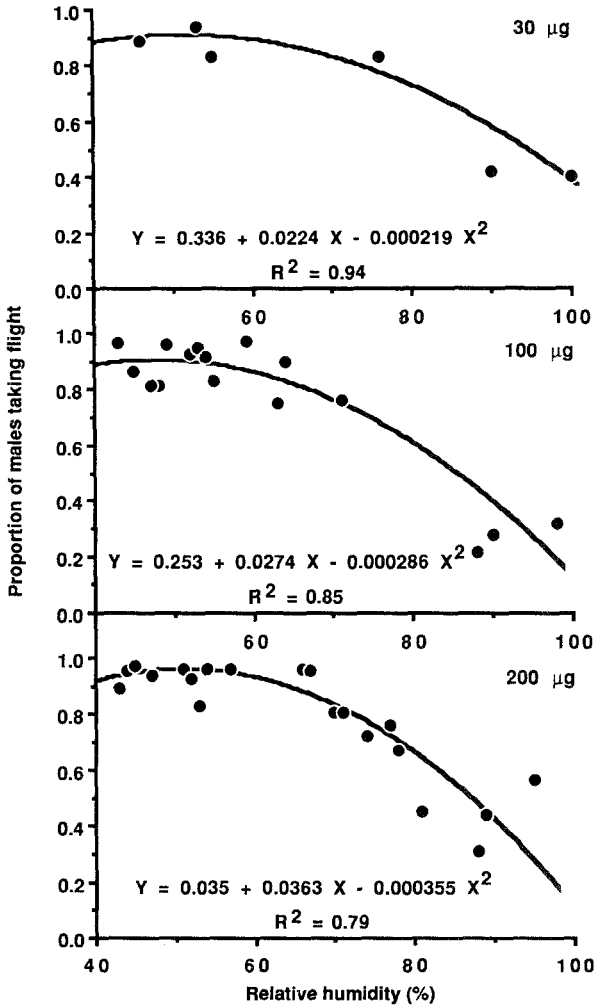 1.0
30 µg
0.8
0.6
0.4
0.2
Y = 0.336 + 0.0224 X - 0.000219 X²
R² = 0.94
0.0
60 80 100
1.0
100 µg
0.8
0.6
0.4
0.2
Y = 0.253 + 0.0274 X - 0.000286 X²
R² = 0.85
0.0
60 80 100
1.0
200 µg
0.8
0.6
0.4
0.2
Y = 0.035 + 0.0363 X - 0.000355 X²
R² = 0.79
0.0
40 60 80 100
Proportion of males taking flight
Relative humidity (%)